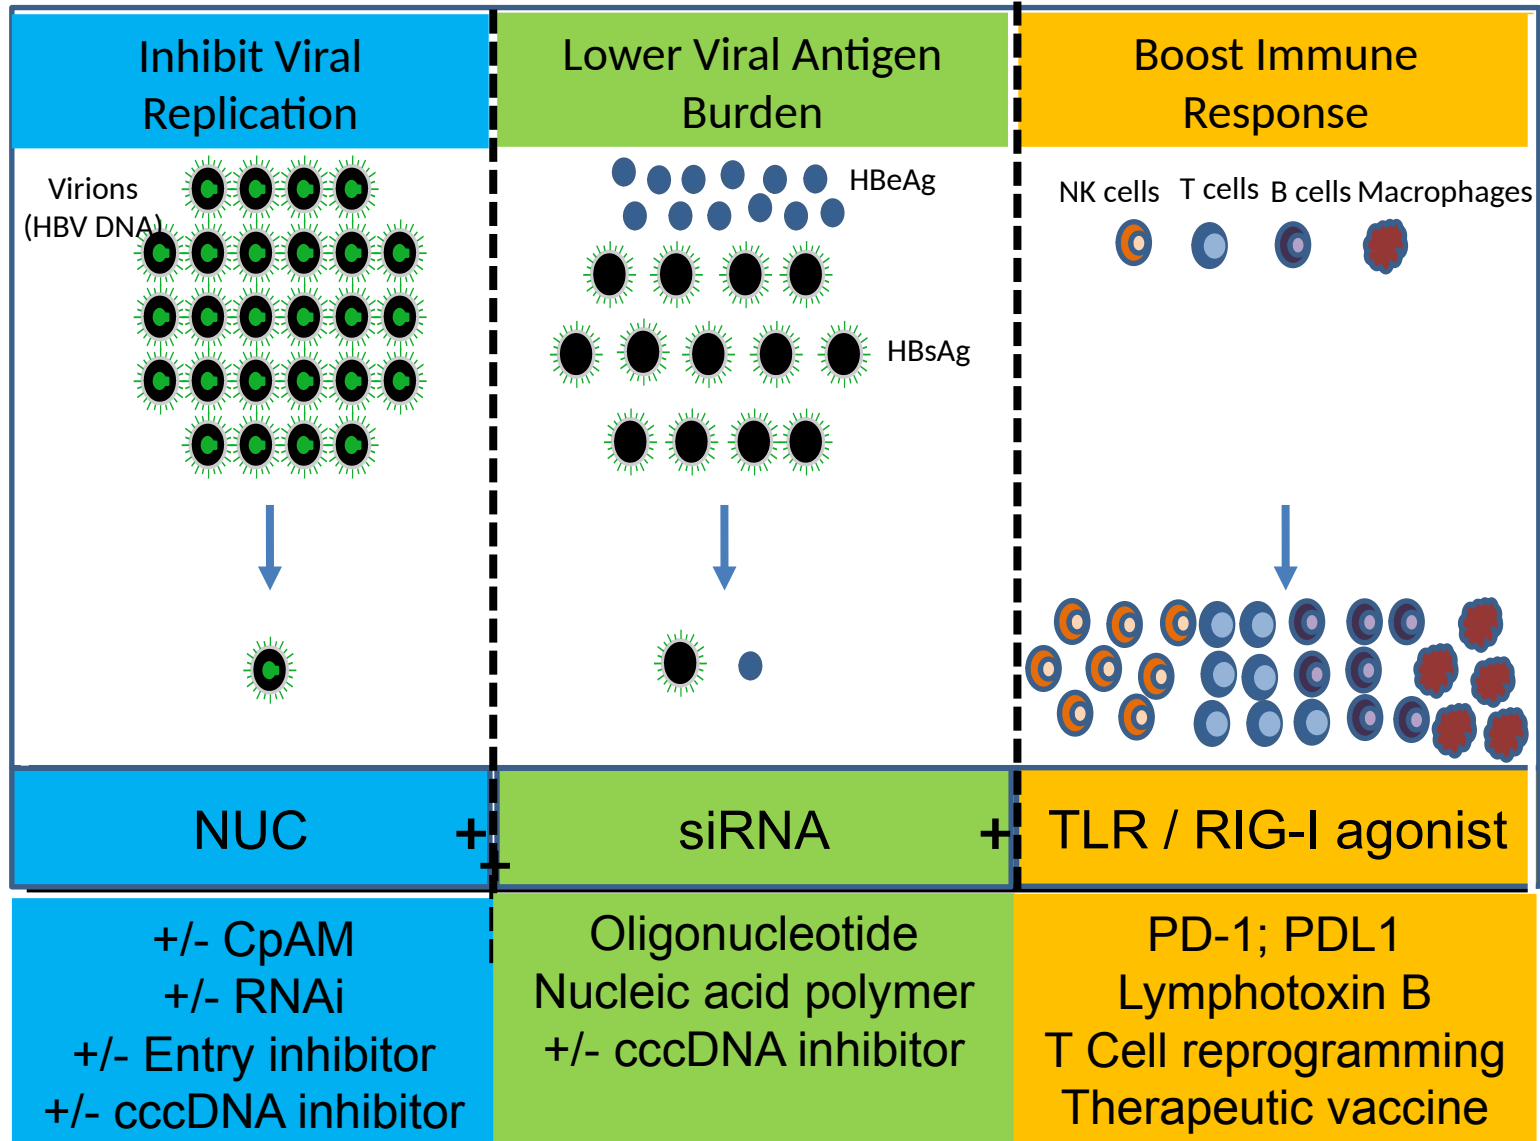 Inhibit Viral
Replication
Lower Viral Antigen
Burden
Boost Immune
Response
Virions
(HBV DNA)
HBeAg
HBsAg
NK cells
T cells
B cells
Macrophages
NUC
+
+
siRNA
+
TLR / RIG-I agonist
+/- CpAM
+/- RNAi
+/- Entry inhibitor
+/- cccDNA inhibitor
Oligonucleotide
Nucleic acid polymer
+/- cccDNA inhibitor
PD-1; PDL1
Lymphotoxin B
T Cell reprogramming
Therapeutic vaccine